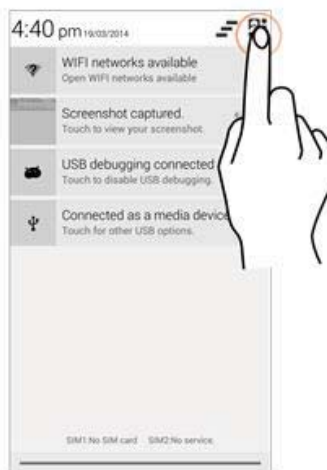 4:40 pm 19/03/2014
WIFI networks available
Open WIFI networks available
Screenshot captured.
Touch to view your screenshot.
USB debugging connected
Touch to disable USB debugging.
Connected as a media device
Touch for other USB options.
SIM1:No SIM card SIM2:No service.